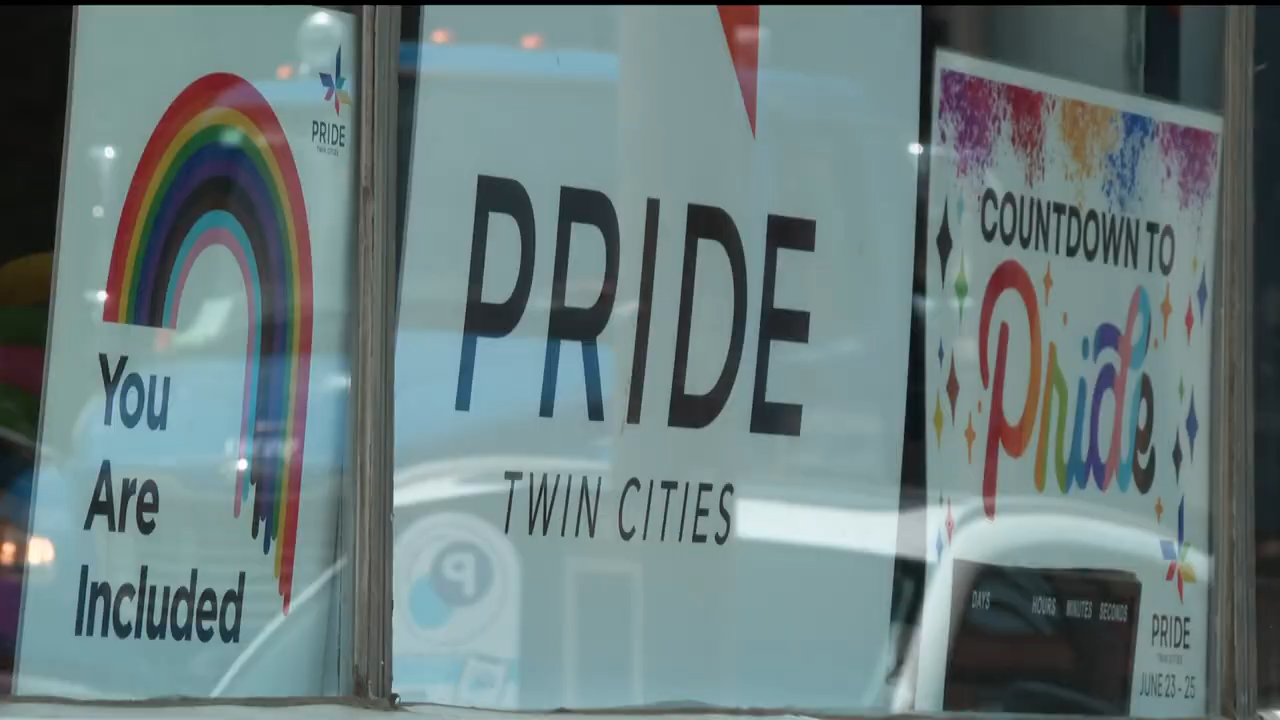 PRIDE
TWIN CITIES
You
Are
Included
PRIDE
TWIN CITIES
COUNTDOWN TO
Pride
DAYS HOURS MINUTES SECONDS
PRIDE
TWIN CITIES
JUNE 23 - 25
P